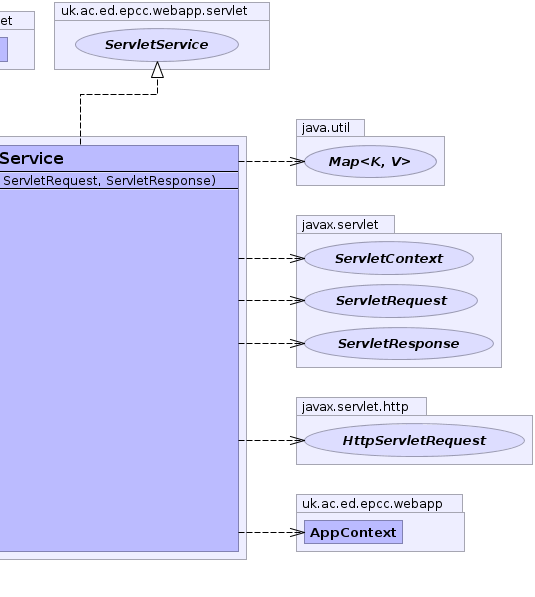 et
uk.ac.ed.epcc.webapp.servlet
ServletService
java.util
Map<K, V>
Service
ServletRequest, ServletResponse)
javax.servlet
ServletContext
ServletRequest
ServletResponse
javax.servlet.http
HttpServletRequest
uk.ac.ed.epcc.webapp
AppContext